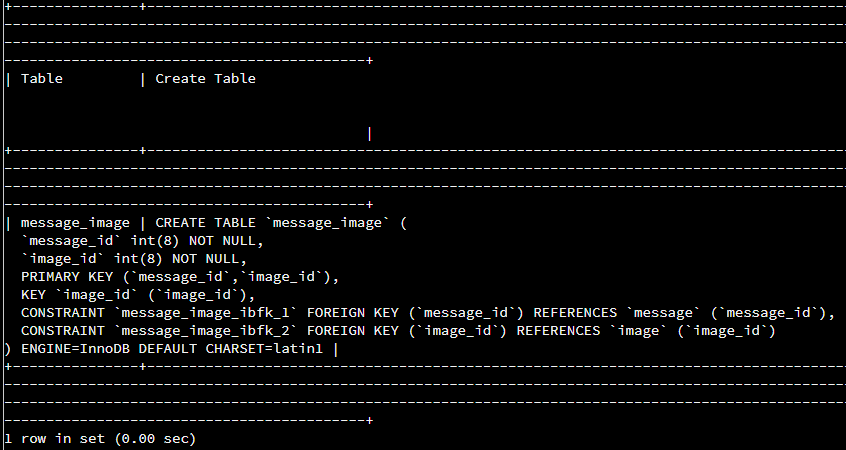 +---------------+------------------------------------------------------------------------------------
-----------------------------------------------------------------------------------------------------
-----------------------------------------------------------------------------------------------------
-------------------------------------------+
| Table         | Create Table
|
+---------------+------------------------------------------------------------------------------------
-----------------------------------------------------------------------------------------------------
-----------------------------------------------------------------------------------------------------
-------------------------------------------+
| message_image | CREATE TABLE `message_image` (
  `message_id` int(8) NOT NULL,
  `image_id` int(8) NOT NULL,
  PRIMARY KEY (`message_id`,`image_id`),
  KEY `image_id` (`image_id`),
  CONSTRAINT `message_image_ibfk_1` FOREIGN KEY (`message_id`) REFERENCES `message` (`message_id`),
  CONSTRAINT `message_image_ibfk_2` FOREIGN KEY (`image_id`) REFERENCES `image` (`image_id`)
) ENGINE=InnoDB DEFAULT CHARSET=latin1 |
+---------------+------------------------------------------------------------------------------------
-----------------------------------------------------------------------------------------------------
-----------------------------------------------------------------------------------------------------
-------------------------------------------+
1 row in set (0.00 sec)